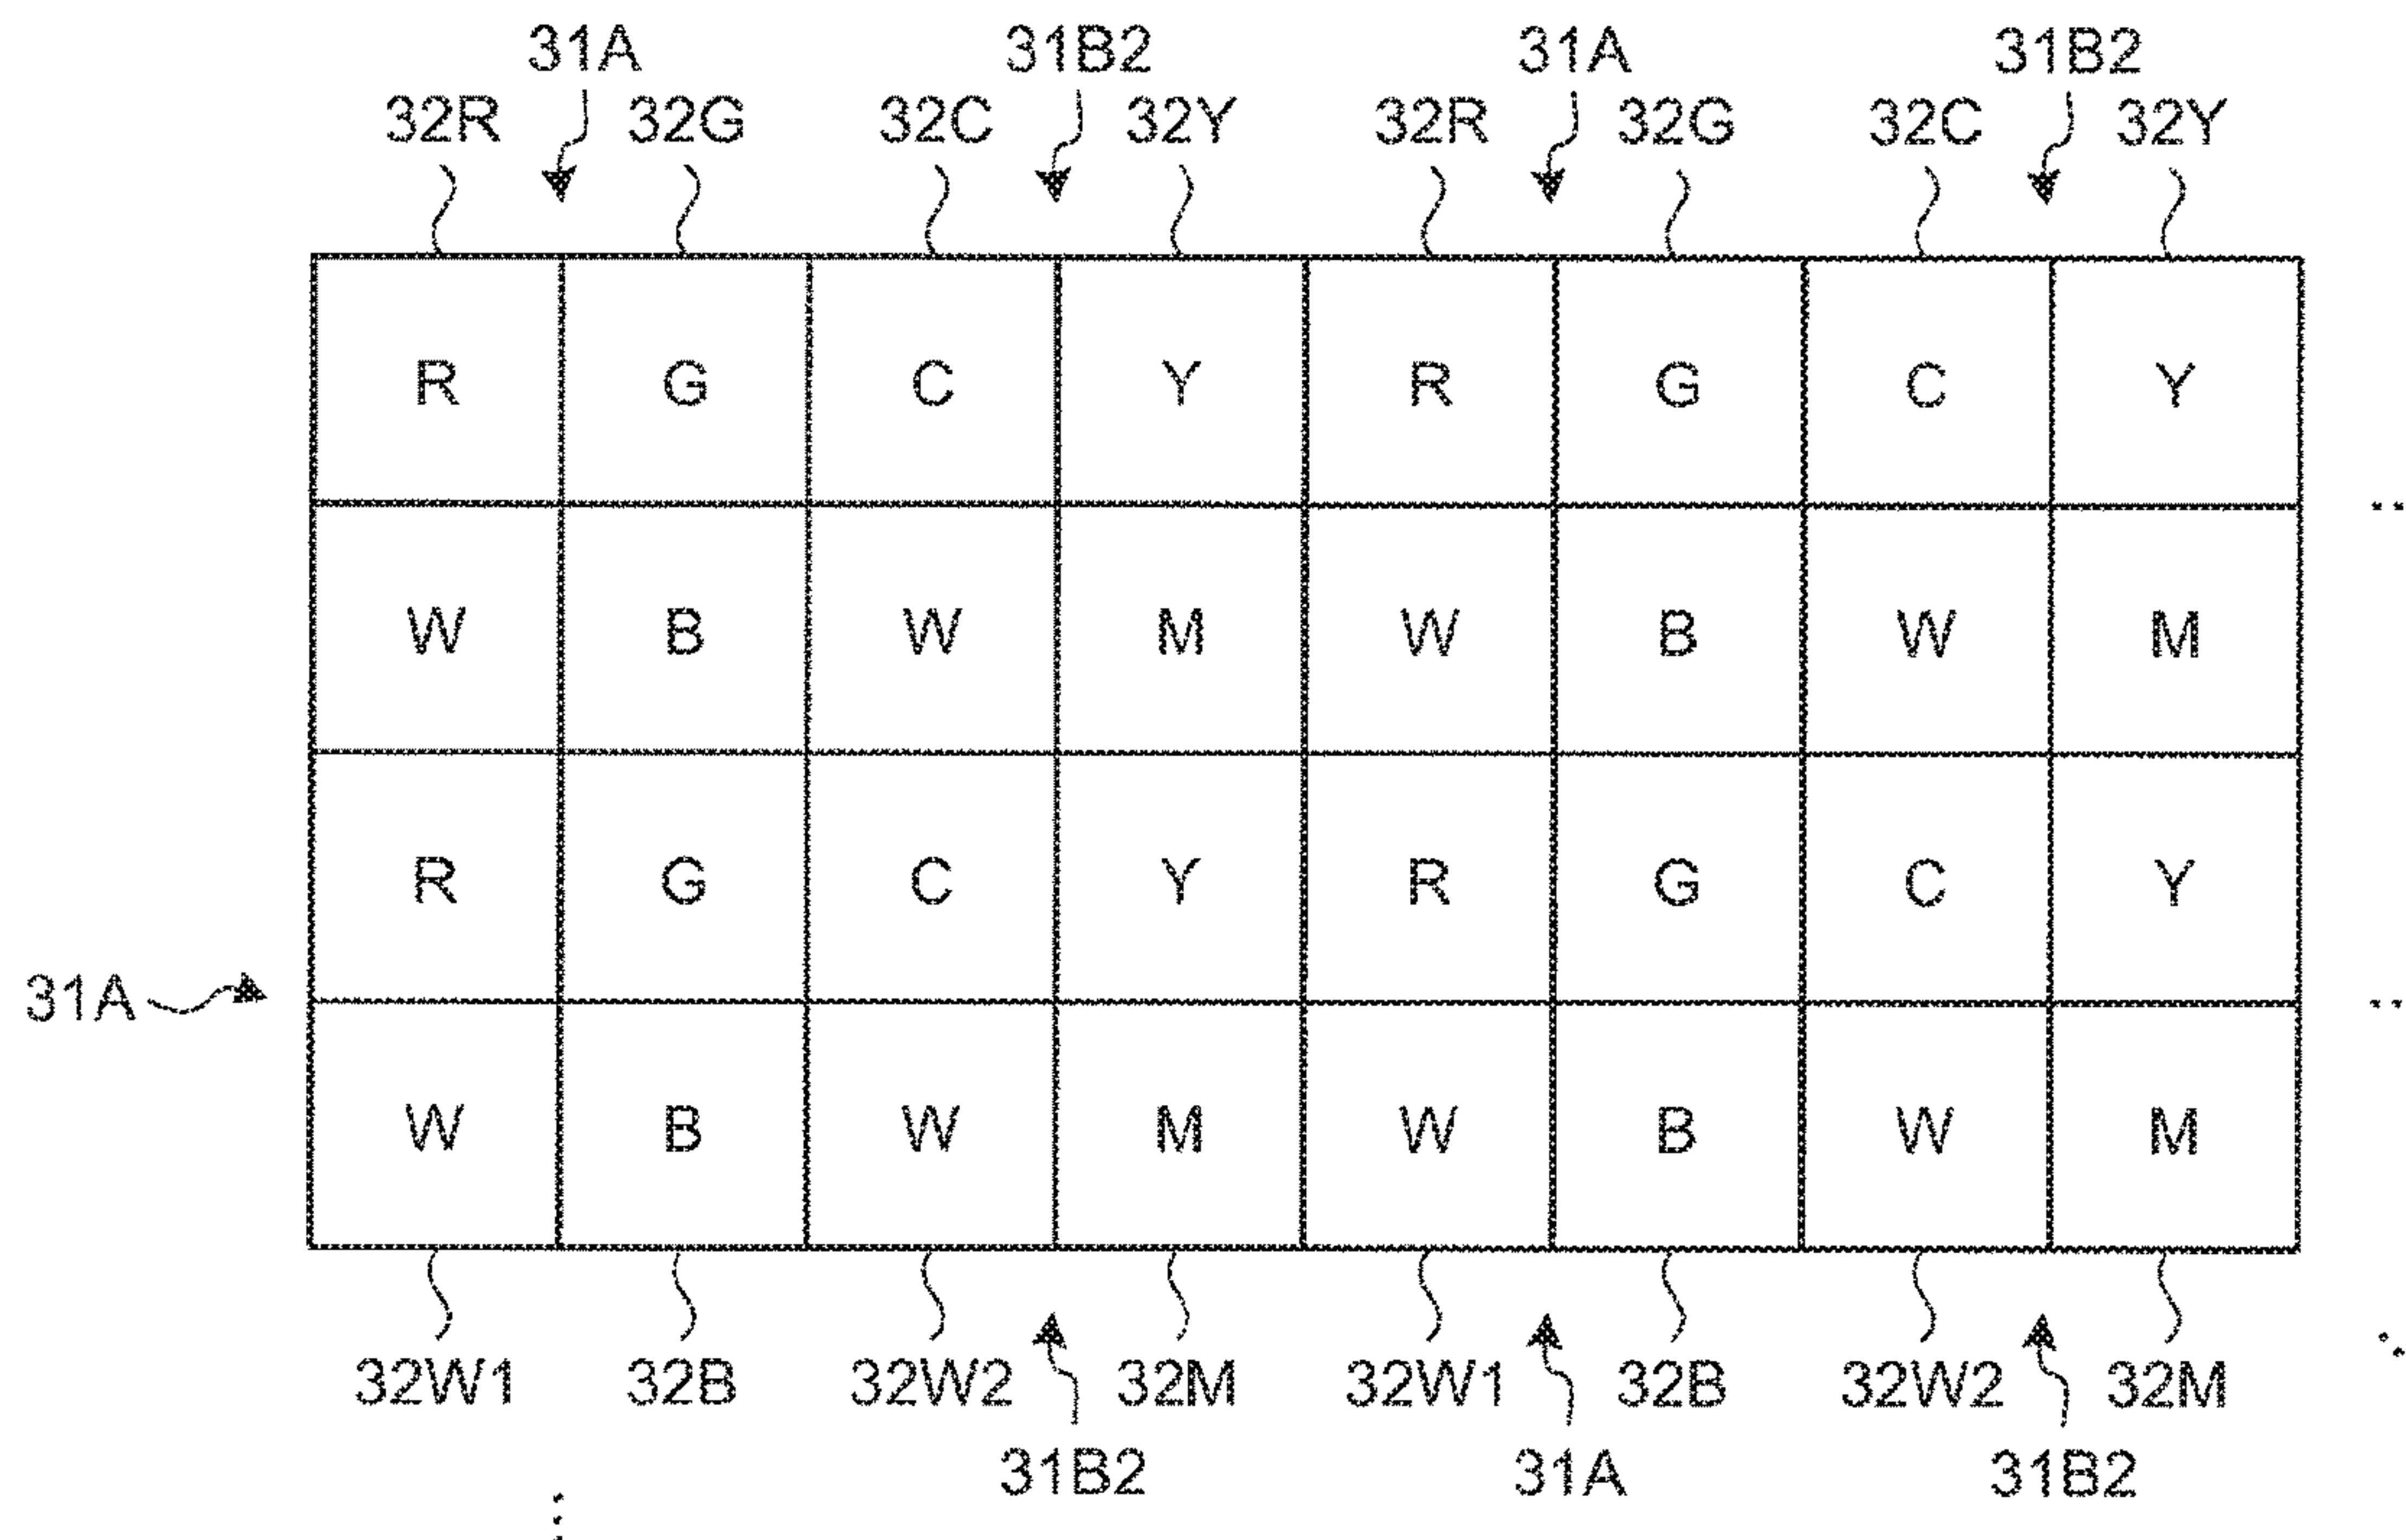 31A 31B2 31A 31B2
32R 32G 32C 32Y 32R 32G 32C 32Y
R G C Y R G C Y
W B W M W B W M
R G C Y R G C Y
31A
W B W M W B W M
32W1 32B 32W2 32M 32W1 32B 32W2 32M
31B2 31A 31B2